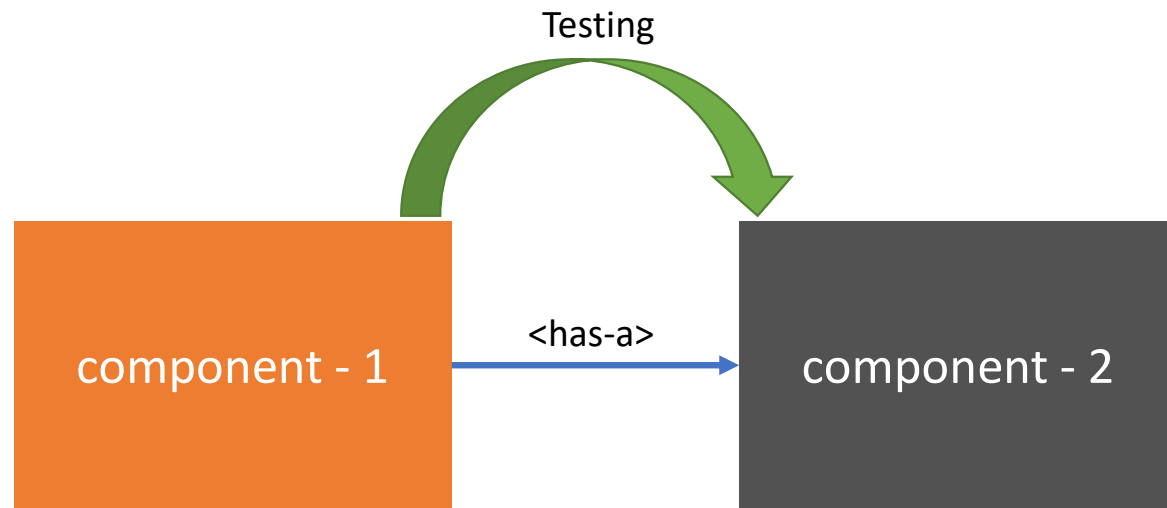 Testing
<has-a>
component - 1
component - 2